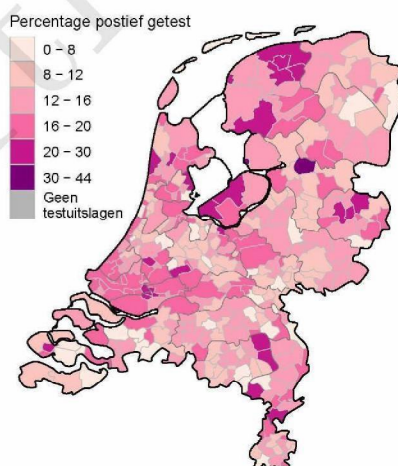 Percentage postief getest
0 – 8
8 – 12
12 – 16
16 – 20
20 – 30
30 – 44
Geen
testuitslagen